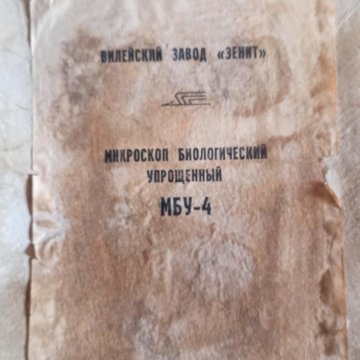 ВИЛЕЙСКИЙ ЗАВОД «ЗЕНИТ»
МИКРОСКОП БИОЛОГИЧЕСКИЙ
УПРОЩЕННЫЙ
МБУ-4